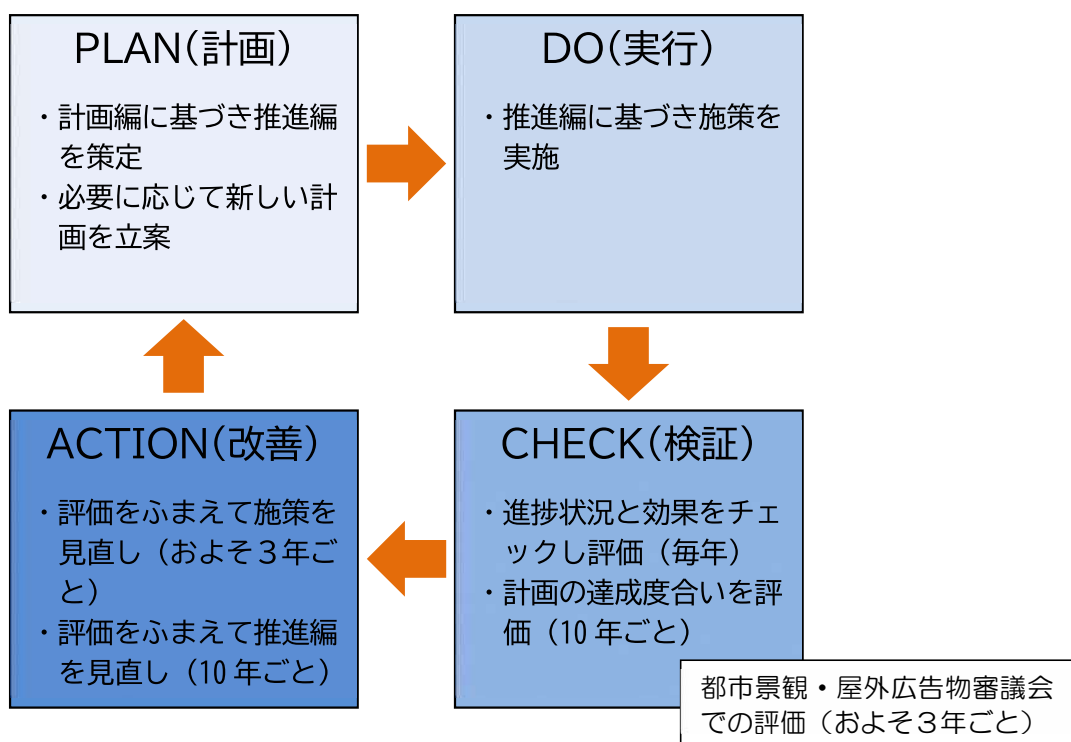 PLAN(計画)
・計画編に基づき推進編
を策定
・必要に応じて新しい計
画を立案
DO(実行)
・推進編に基づき施策を
実施
ACTION(改善)
・評価をふまえて施策を
見直し（およそ３年ご
と）
・評価をふまえて推進編
を見直し（10 年ごと）
CHECK(検証)
・進捗状況と効果をチェ
ックし評価（毎年）
・計画の達成度合いを評
価（10 年ごと）
都市景観・屋外広告物審議会
での評価（およそ３年ごと）